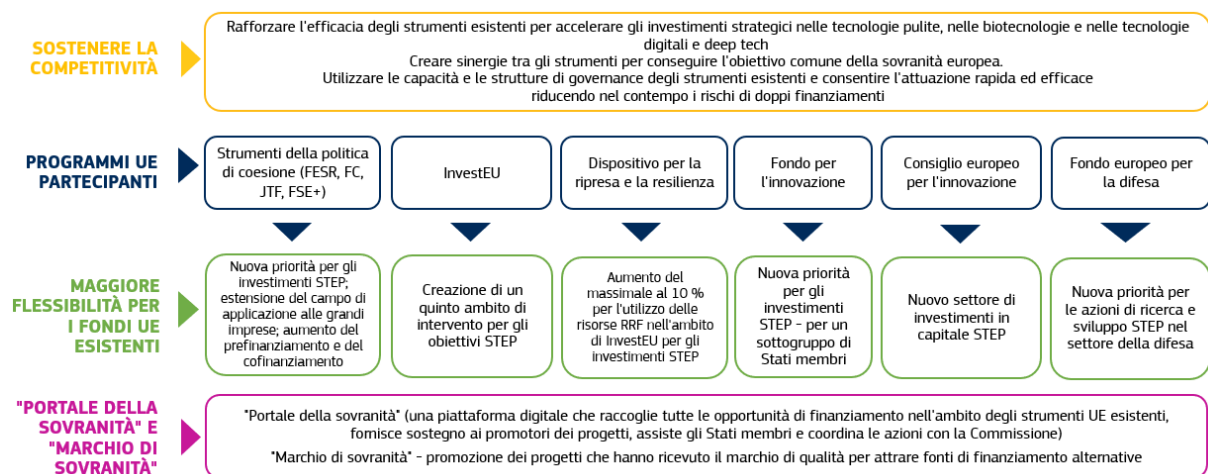 SOSTENERE LA
COMPETITIVITÀ
Rafforzare l'efficacia degli strumenti esistenti per accelerare gli investimenti strategici nelle tecnologie pulite, nelle biotecnologie e nelle tecnologie
digitali e deep tech
Creare sinergie tra gli strumenti per conseguire l'obiettivo comune della sovranità europea.
Utilizzare le capacità e le strutture di governance degli strumenti esistenti e consentire l'attuazione rapida ed efficace
riducendo nel contempo i rischi di doppi finanziamenti
PROGRAMMI UE
PARTECIPANTI
Strumenti della politica
di coesione (FESR, FC,
JTF, FSE+)
InvestEU
Dispositivo per la
ripresa e la resilienza
Fondo per
l'innovazione
Consiglio europeo
per l'innovazione
Fondo europeo per
la difesa
MAGGIORE
FLESSIBILITÀ PER
I FONDI UE
ESISTENTI
Nuova priorità per gli
investimenti STEP;
estensione del campo di
applicazione alle grandi
imprese; aumento del
prefinanziamento e del
cofinanziamento
Creazione di un
quinto ambito di
intervento per gli
obiettivi STEP
Aumento del
massimale al 10 %
per l'utilizzo delle
risorse RRF nell'ambito
di InvestEU per gli
investimenti STEP
Nuova priorità
per gli
investimenti
STEP - per un
sottogruppo di
Stati membri
Nuovo settore di
investimenti in
capitale STEP
Nuova priorità per
le azioni di ricerca e
sviluppo STEP nel
settore della difesa
"PORTALE DELLA
SOVRANITÀ" E
"MARCHIO DI
SOVRANITÀ"
"Portale della sovranità" (una piattaforma digitale che raccoglie tutte le opportunità di finanziamento nell'ambito degli strumenti UE esistenti,
fornisce sostegno ai promotori dei progetti, assiste gli Stati membri e coordina le azioni con la Commissione)
"Marchio di sovranità" - promozione dei progetti che hanno ricevuto il marchio di qualità per attrarre fonti di finanziamento alternative